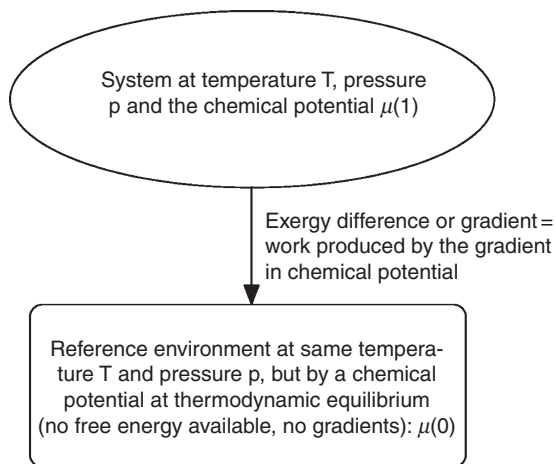 System at temperature T, pressure
p and the chemical potential μ(1)
Exergy difference or gradient=
work produced by the gradient
in chemical potential
Reference environment at same tempera-
ture T and pressure p, but by a chemical
potential at thermodynamic equilibrium
(no free energy available, no gradients): μ(0)